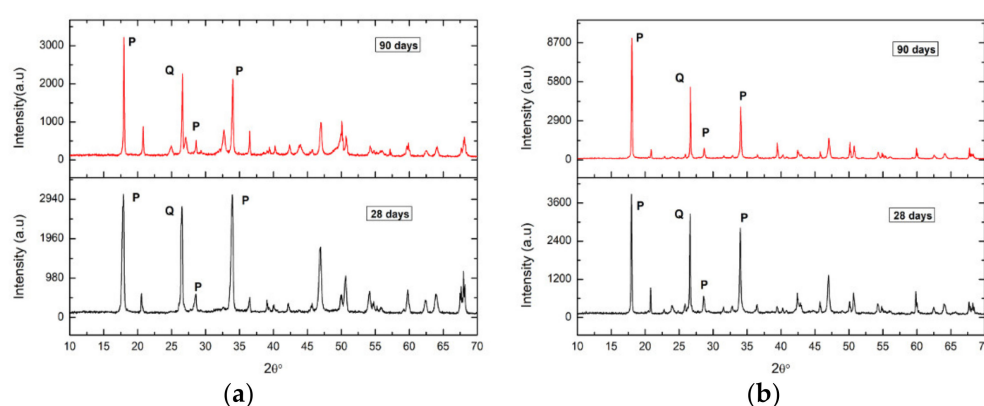 3000
2000
1000
0
Intensity(a.u)
P
Q
P
P
90 days
2940
1960
980
0
Intensity (a.u)
P
Q
P
P
28 days
10 15 20 25 30 35 40 45 50 55 60 65 70
2θ°
(a)
8700
5800
2900
0
Intensity (a.u)
P
Q
P
P
90 days
3600
2400
1200
0
Intensity (a.u)
P
Q
P
P
28 days
10 15 20 25 30 35 40 45 50 55 60 65 70
2θ°
(b)